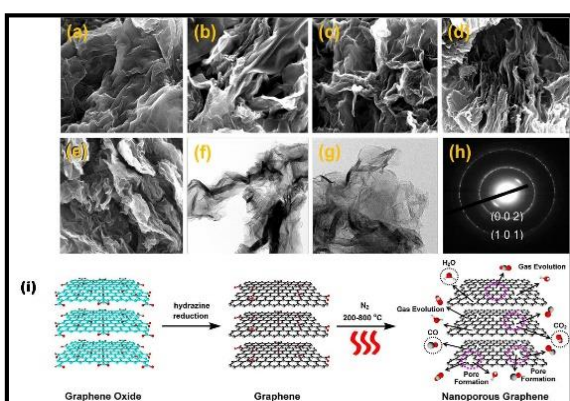 (a)
(b)
(c)
(d)
(e)
(f)
(g)
(h)
(0 0 2)
(1 0 1)
(i)
H₂O
Gas Evolution
hydrazine
reduction
N₂
200-800 °C
Gas Evolution
CO
CO₂
Pore
Formation
Pore
Formation
Graphene Oxide
Graphene
Nanoporous Graphene